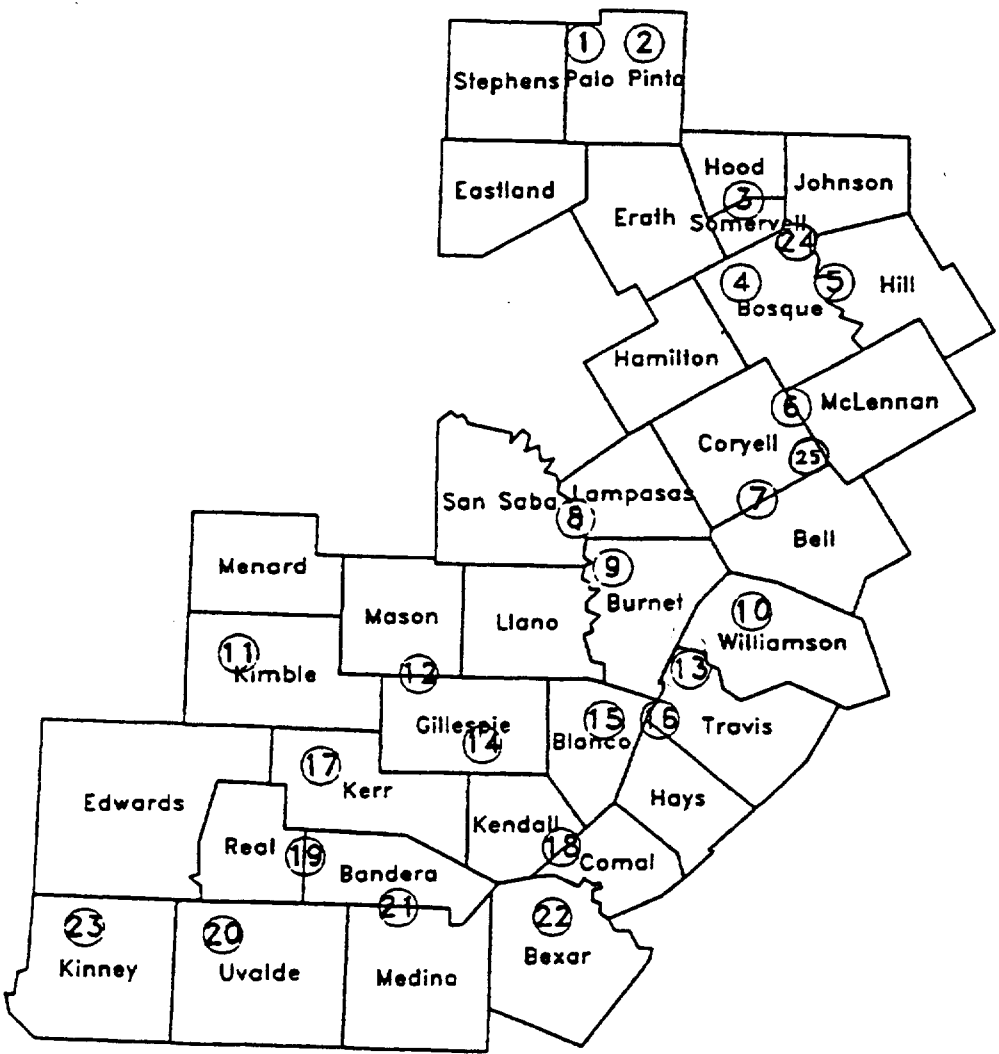 1 2
Stephens Palo Pinto
Hood
Johnson
Eastland
3
Erath Somervell
24
4 5 Hill
Bosque
Hamilton
6 McLennan
Coryell
25
San Saba Lampasas 7
8
Bell
Menard 9
Burnet
Mason 10
Llano
Williamson
11
Kimble 12 13
Gillespie 15 16 Travis
14 Blanco
17
Kerr
Edwards Hays
Kendall
Real 19 18 Comal
Bandera
21
23 20 22
Kinney Uvalde Medina Bexar